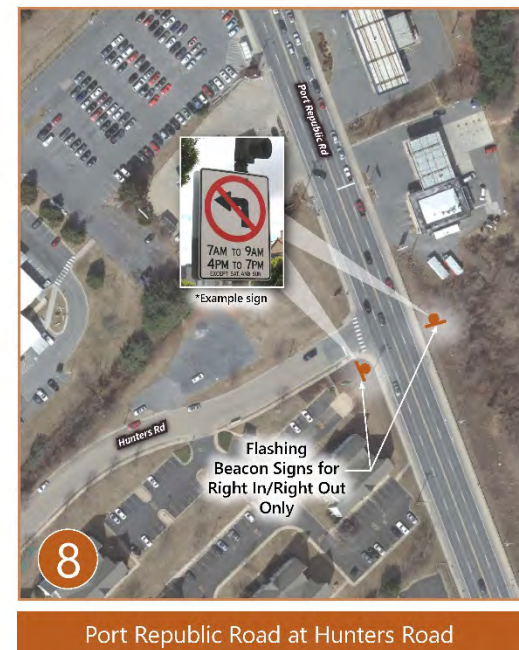 Port Republic Rd
7AM TO 9AM
4PM TO 7PM
EXCEPT SAT AND SUN
*Example sign
Hunters Rd
Flashing
Beacon Signs for
Right In/Right Out
Only
8
Port Republic Road at Hunters Road